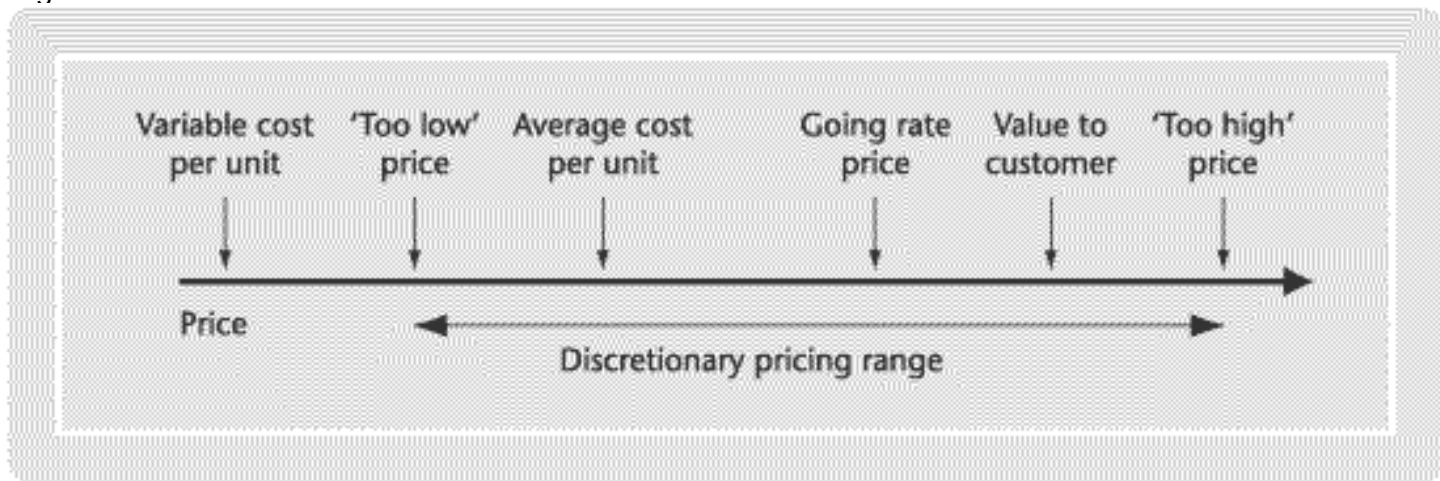 Variable cost
per unit
'Too low'
price
Average cost
per unit
Going rate
price
Value to
customer
'Too high'
price
Price
Discretionary pricing range